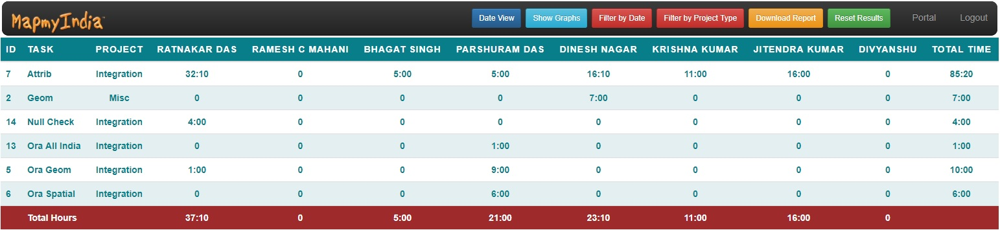 MapmyIndia Date View Show Graphs Filter by Date Filter by Project Type Download Report Reset Results Portal Logout
ID TASK PROJECT RATNAKAR DAS RAMESH C MAHANI BHAGAT SINGH PARSHURAM DAS DINESH NAGAR KRISHNA KUMAR JITENDRA KUMAR DIVYANSHU TOTAL TIME
7 Attrib Integration 32:10 0 5:00 5:00 16:10 11:00 16:00 0 85:20
2 Geom Misc 0 0 0 0 7:00 0 0 0 7:00
14 Null Check Integration 4:00 0 0 0 0 0 0 0 4:00
13 Ora All India Integration 0 0 0 1:00 0 0 0 0 1:00
5 Ora Geom Integration 1:00 0 0 9:00 0 0 0 0 10:00
6 Ora Spatial Integration 0 0 0 6:00 0 0 0 0 6:00
Total Hours 37:10 0 5:00 21:00 23:10 11:00 16:00 0